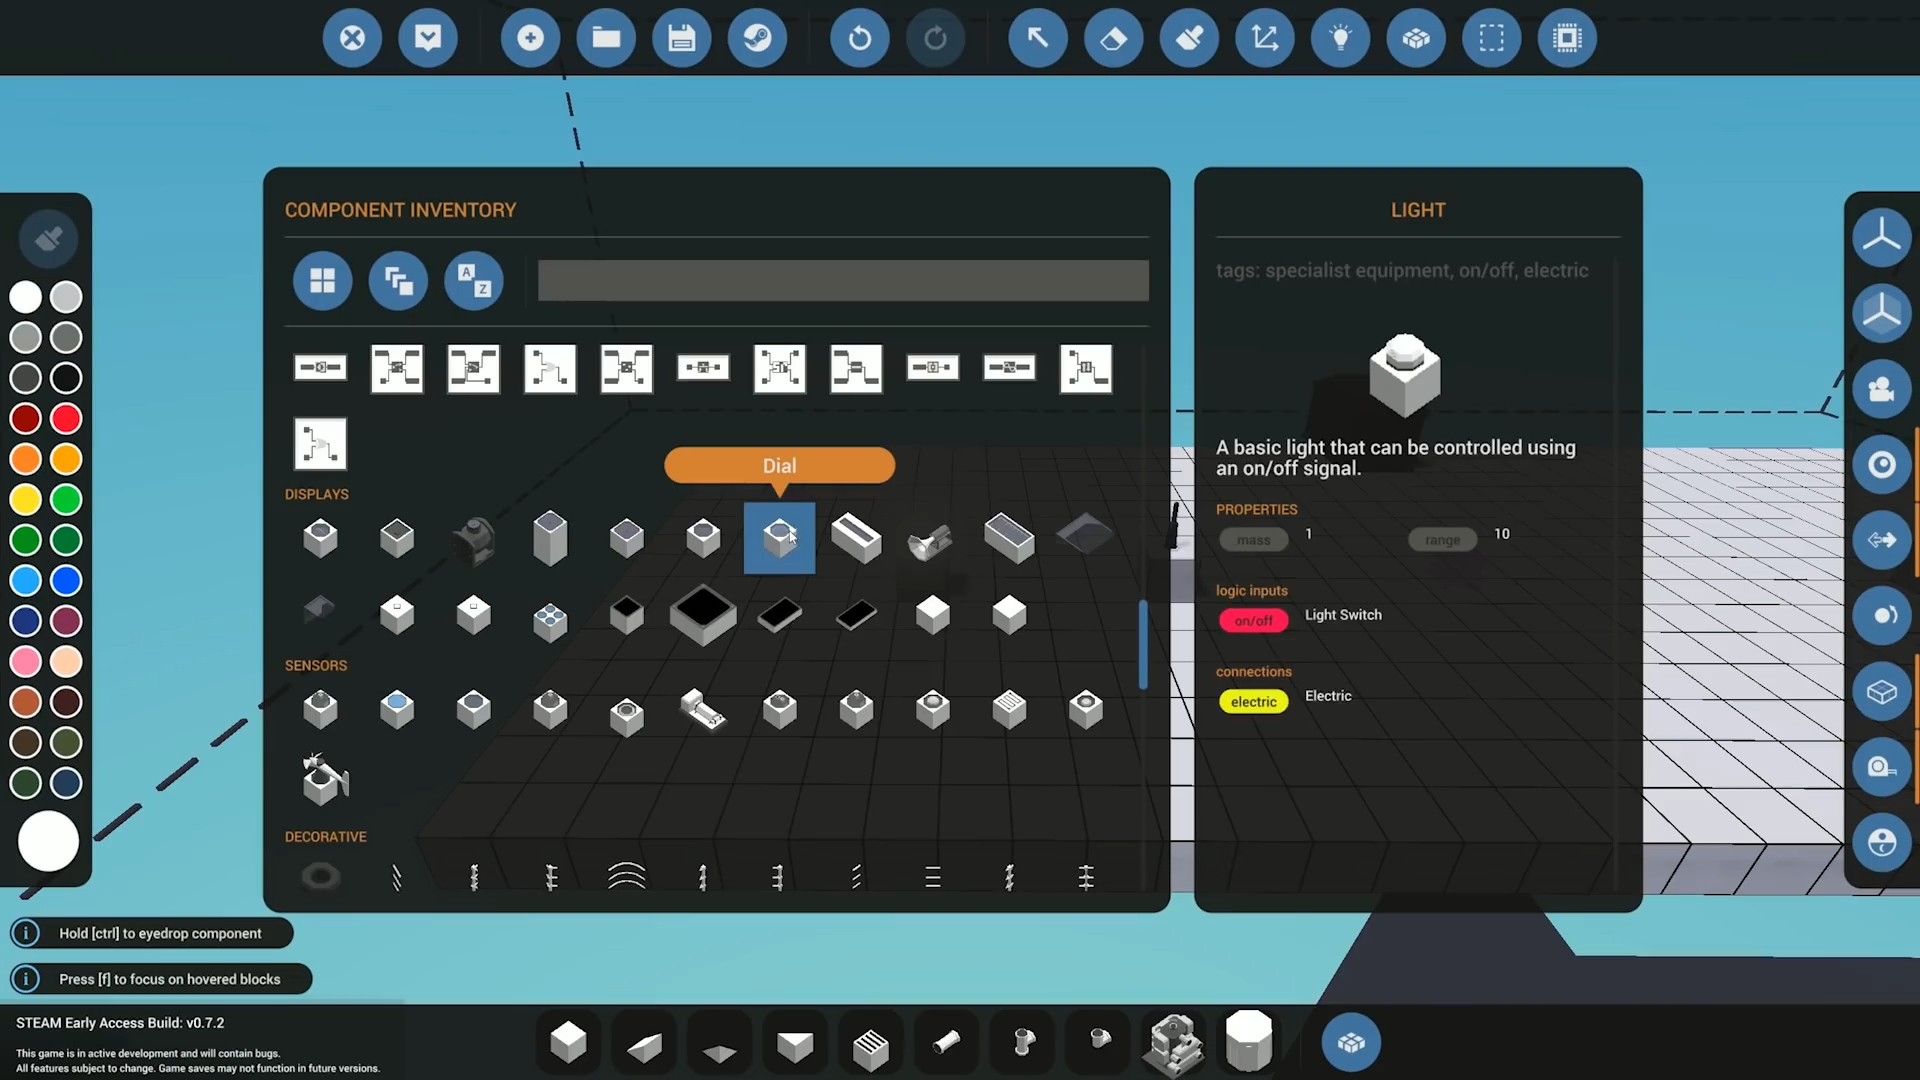 COMPONENT INVENTORY
A
Z
Dial
DISPLAYS
SENSORS
DECORATIVE
LIGHT
tags: specialist equipment, on/off, electric
A basic light that can be controlled using
an on/off signal.
PROPERTIES
mass 1 range 10
logic inputs
on/off Light Switch
connections
electric Electric
Hold [ctrl] to eyedrop component
Press [f] to focus on hovered blocks
STEAM Early Access Build: v0.7.2
This game is in active development and will contain bugs.
All features subject to change. Game saves may not function in future versions.